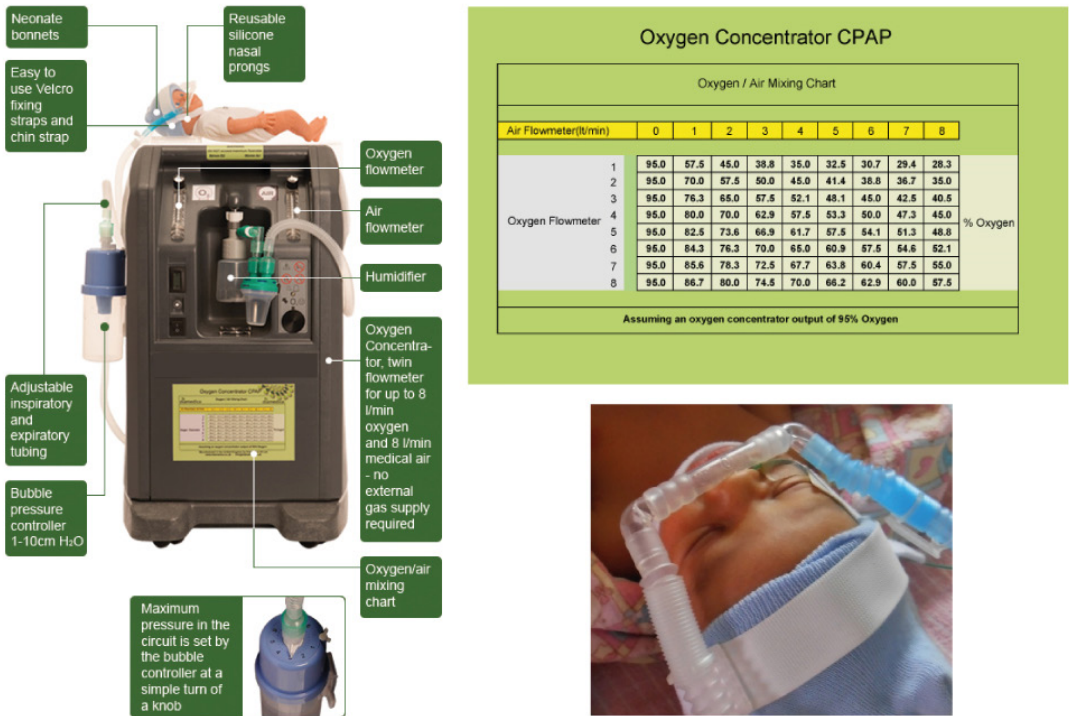 Neonate
bonnets
Reusable
silicone
nasal
prongs
Easy to
use Velcro
fixing
straps and
chin strap
Oxygen
flowmeter
Air
flowmeter
Humidifier
Oxygen
Concentra-
tor, twin
flowmeter
for up to 8
l/min
oxygen
and 8 l/min
medical air
- no
external
gas supply
required
Adjustable
inspiratory
and
expiratory
tubing
Bubble
pressure
controller
1-10cm H₂O
Oxygen/air
mixing
chart
Maximum
pressure in the
circuit is set by
the bubble
controller at a
simple turn of
a knob
O₂
AIR
Oxygen Concentrator CPAP
Oxygen Concentrator CPAP
Oxygen / Air Mixing Chart
Air Flowmeter(lt/min) 0 1 2 3 4 5 6 7 8
1 95.0 57.5 45.0 38.8 35.0 32.5 30.7 29.4 28.3
2 95.0 70.0 57.5 50.0 45.0 41.4 38.8 36.7 35.0
3 95.0 76.3 65.0 57.5 52.1 48.1 45.0 42.5 40.5
Oxygen Flowmeter 4 95.0 80.0 70.0 62.9 57.5 53.3 50.0 47.3 45.0 % Oxygen
5 95.0 82.5 73.6 66.9 61.7 57.5 54.1 51.3 48.8
6 95.0 84.3 76.3 70.0 65.0 60.9 57.5 54.6 52.1
7 95.0 85.6 78.3 72.5 67.7 63.8 60.4 57.5 55.0
8 95.0 86.7 80.0 74.5 70.0 66.2 62.9 60.0 57.5
Assuming an oxygen concentrator output of 95% Oxygen